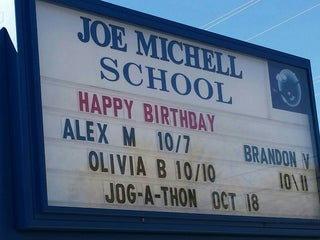 JOE MICHELL
SCHOOL
HAPPY BIRTHDAY
ALEX M 10/7
BRANDON V
OLIVIA B 10/10
10\11
JOG-A-THON OCT 18